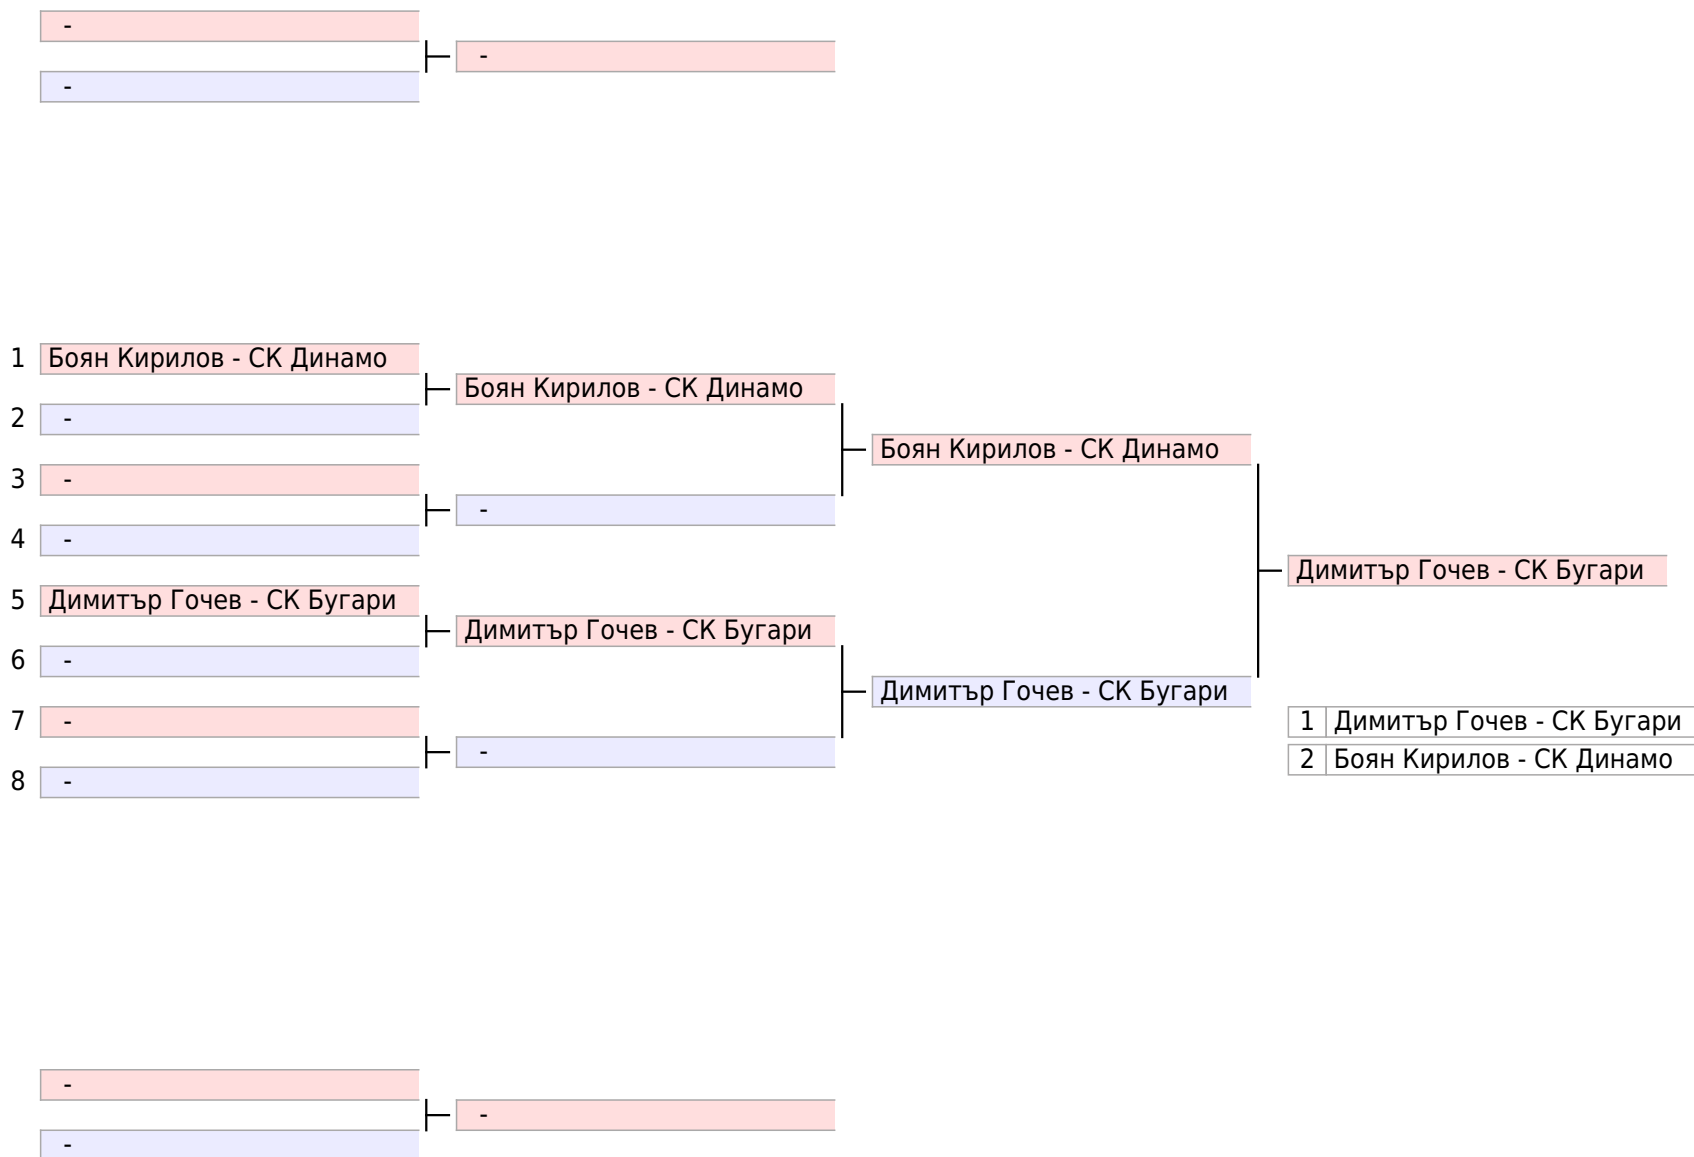 -
-
-
1 Боян Кирилов - СК Динамо
Боян Кирилов - СК Динамо
2 -
Боян Кирилов - СК Динамо
3 -
-
4 -
Димитър Гочев - СК Бугари
5 Димитър Гочев - СК Бугари
Димитър Гочев - СК Бугари
6 -
Димитър Гочев - СК Бугари
7 -
1 Димитър Гочев - СК Бугари
-
2 Боян Кирилов - СК Динамо
8 -
-
-
-